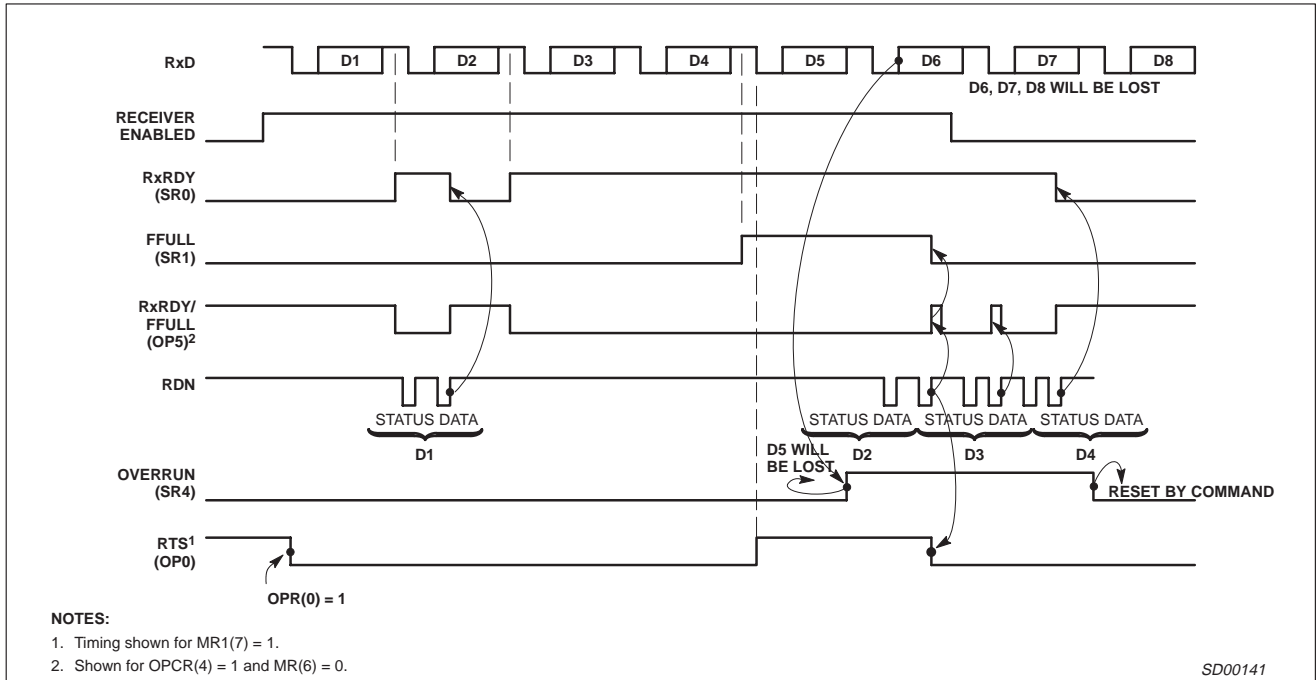 RxD
D1 D2 D3 D4 D5 D6 D7 D8
D6, D7, D8 WILL BE LOST
RECEIVER
ENABLED
RxRDY
(SR0)
FFULL
(SR1)
RxRDY/
FFULL
(OP5)2
RDN
STATUS DATA
D1
STATUS DATA
D2
STATUS DATA
D3
STATUS DATA
D4
D5 WILL
BE LOST
OVERRUN
(SR4)
RESET BY COMMAND
RTS1
(OP0)
OPR(0) = 1
NOTES:
1. Timing shown for MR1(7) = 1.
2. Shown for OPCR(4) = 1 and MR(6) = 0.
SD00141